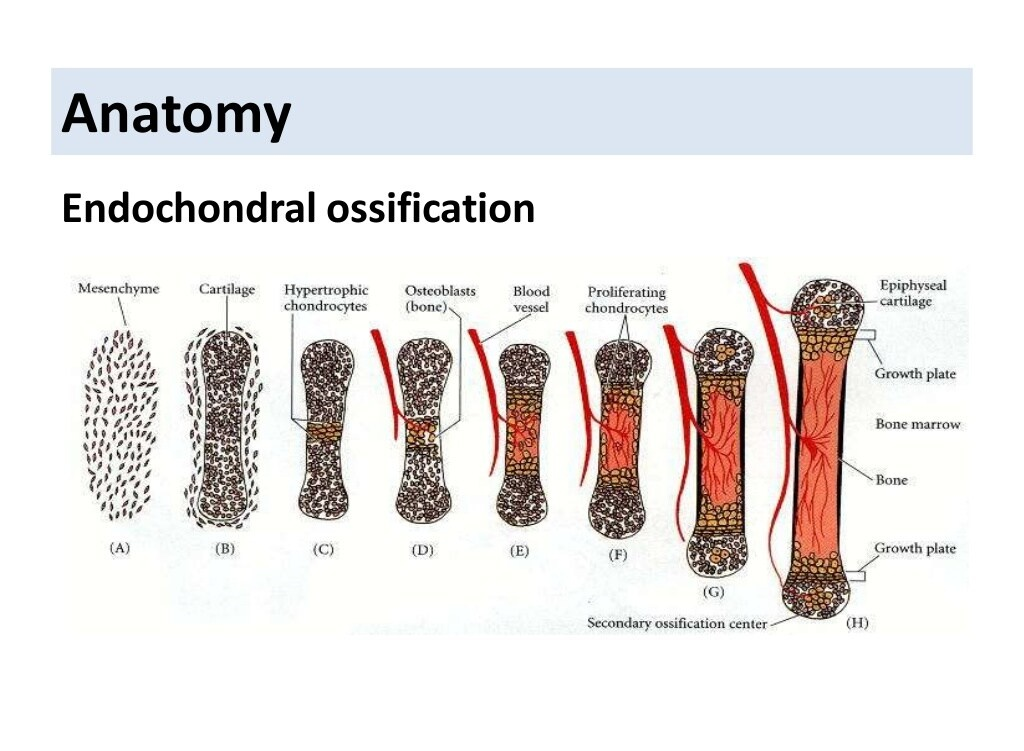 Anatomy
Endochondral ossification
Mesenchyme
Cartilage
Hypertrophic
chondrocytes
Osteoblasts
(bone)
Blood
vessel
Proliferating
chondrocytes
Epiphyseal
cartilage
Growth plate
Bone marrow
Bone
Growth plate
(A)
(B)
(C)
(D)
(E)
(F)
(G)
(H)
Secondary ossification center